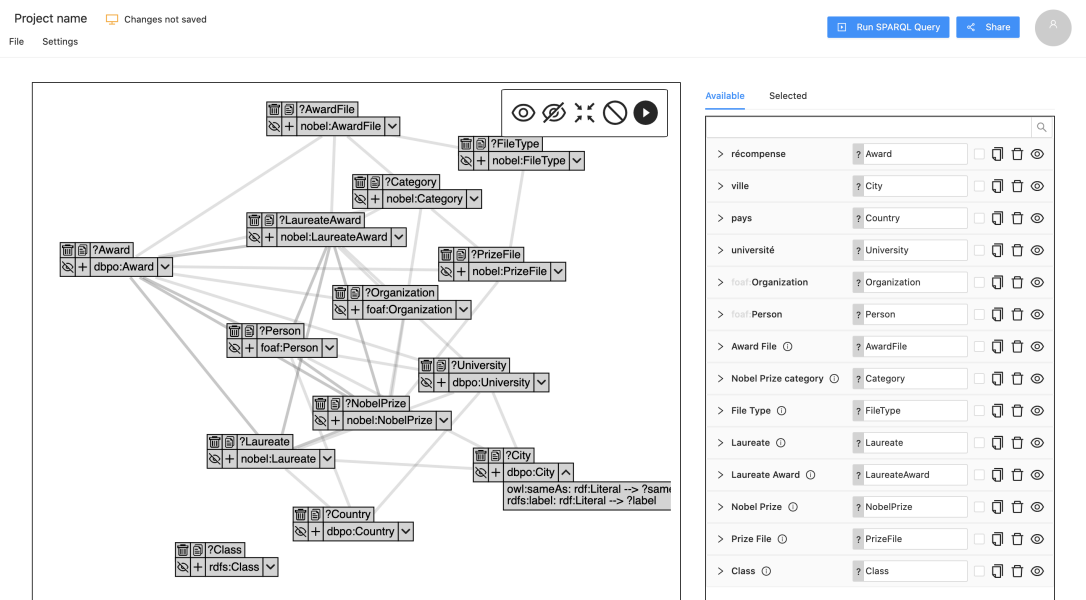 Project name
Changes not saved
File Settings
Run SPARQL Query
Share
?AwardFile
nobel:AwardFile
?FileType
nobel:FileType
?Category
nobel:Category
?LaureateAward
nobel:LaureateAward
?Award
dbpo:Award
?PrizeFile
nobel:PrizeFile
?Organization
foaf:Organization
?Person
foaf:Person
?University
dbpo:University
?NobelPrize
nobel:NobelPrize
?Laureate
nobel:Laureate
?City
dbpo:City
owl:sameAs: rdf:Literal --> ?same
rdfs:label: rdf:Literal --> ?label
?Country
dbpo:Country
?Class
rdfs:Class
Available Selected
récompense ? Award
ville ? City
pays ? Country
université ? University
foaf:Organization ? Organization
foaf:Person ? Person
Award File ? AwardFile
Nobel Prize category ? Category
File Type ? FileType
Laureate ? Laureate
Laureate Award ? LaureateAward
Nobel Prize ? NobelPrize
Prize File ? PrizeFile
Class ? Class